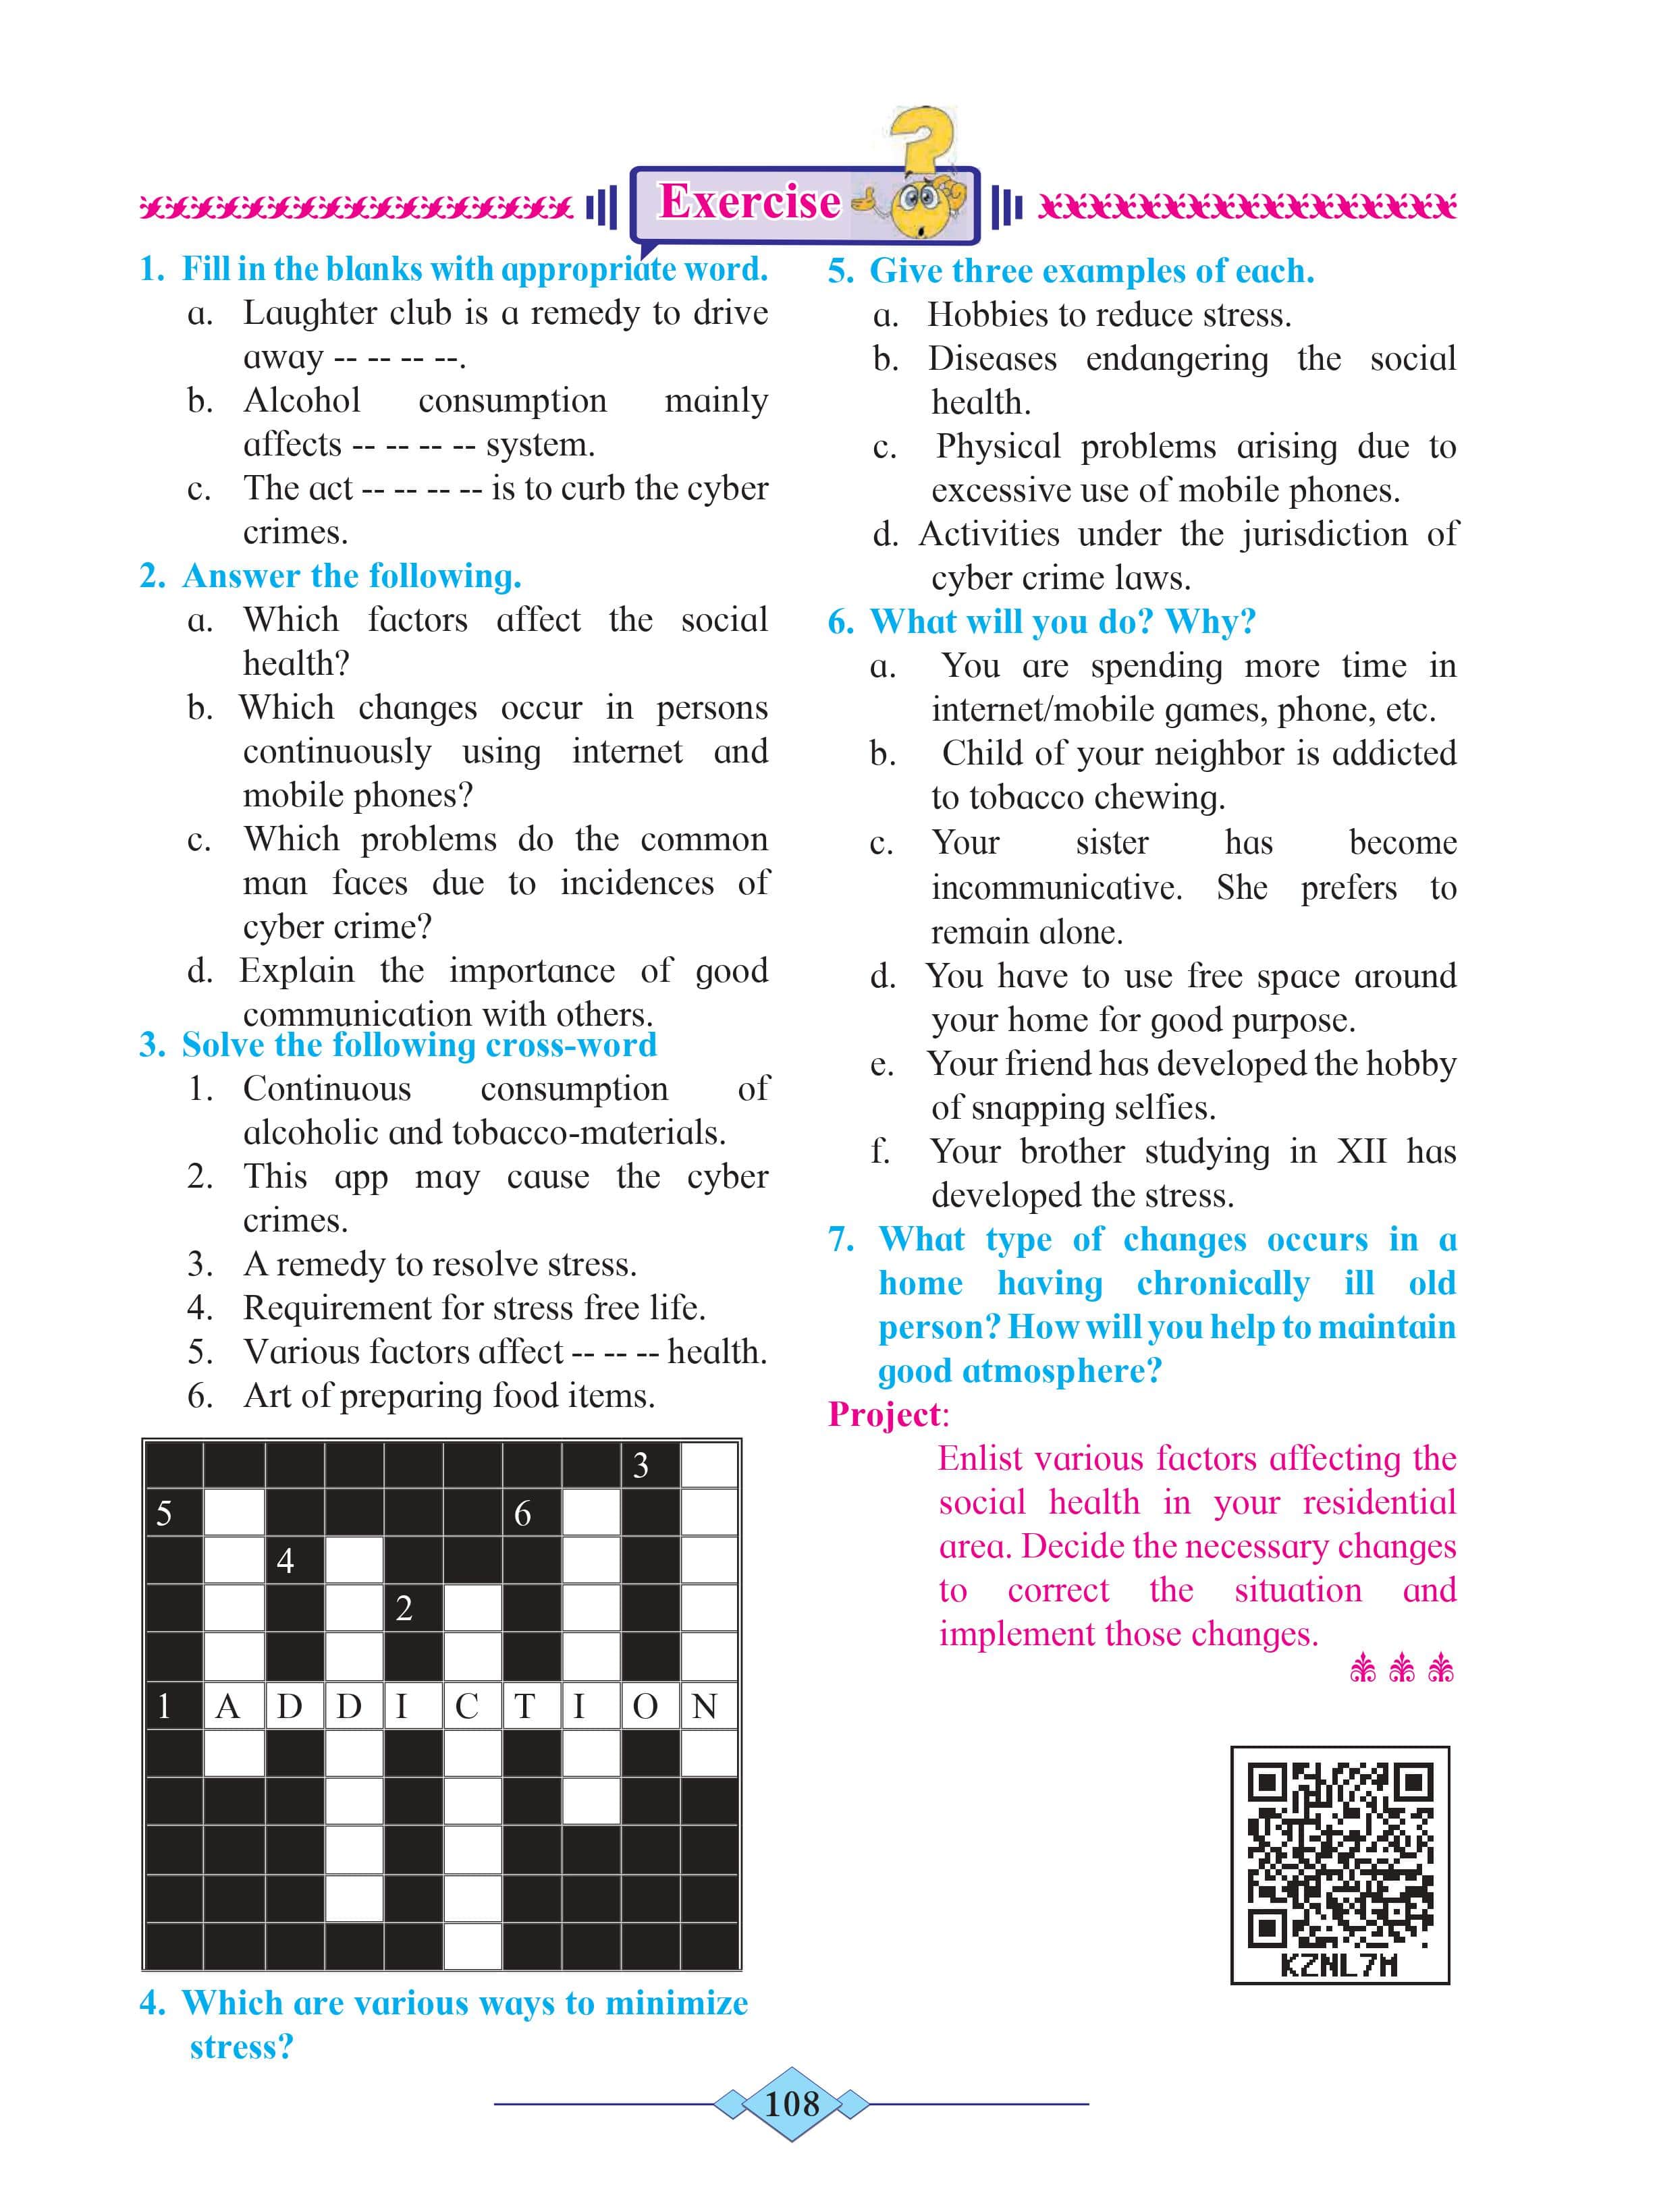 Exercise
1. Fill in the blanks with appropriate word.
a. Laughter club is a remedy to drive
away -- -- -- --.
b. Alcohol consumption mainly
affects -- -- -- -- system.
c. The act -- -- -- -- is to curb the cyber
crimes.
2. Answer the following.
a. Which factors affect the social
health?
b. Which changes occur in persons
continuously using internet and
mobile phones?
c. Which problems do the common
man faces due to incidences of
cyber crime?
d. Explain the importance of good
communication with others.
3. Solve the following cross-word
1. Continuous consumption of
alcoholic and tobacco-materials.
2. This app may cause the cyber
crimes.
3. A remedy to resolve stress.
4. Requirement for stress free life.
5. Various factors affect -- -- -- health.
6. Art of preparing food items.
3
5 6
4
2
1 A D D I C T I O N
4. Which are various ways to minimize
stress?
5. Give three examples of each.
a. Hobbies to reduce stress.
b. Diseases endangering the social
health.
c. Physical problems arising due to
excessive use of mobile phones.
d. Activities under the jurisdiction of
cyber crime laws.
6. What will you do? Why?
a. You are spending more time in
internet/mobile games, phone, etc.
b. Child of your neighbor is addicted
to tobacco chewing.
c. Your sister has become
incommunicative. She prefers to
remain alone.
d. You have to use free space around
your home for good purpose.
e. Your friend has developed the hobby
of snapping selfies.
f. Your brother studying in XII has
developed the stress.
7. What type of changes occurs in a
home having chronically ill old
person? How will you help to maintain
good atmosphere?
Project:
Enlist various factors affecting the
social health in your residential
area. Decide the necessary changes
to correct the situation and
implement those changes.
KZNL7M
108